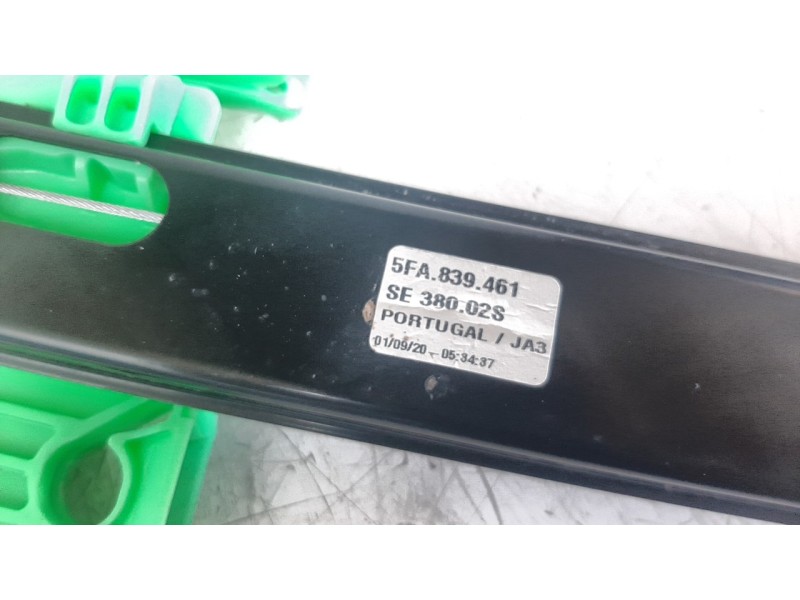 5FA.839.461
SE 380.02S
PORTUGAL / JA3
01/09/20 - 05:34:37